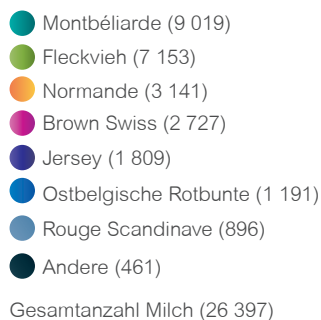 Montbéliarde (9 019)
Fleckvieh (7 153)
Normande (3 141)
Brown Swiss (2 727)
Jersey (1 809)
Ostbelgische Rotbunte (1 191)
Rouge Scandinave (896)
Andere (461)
Gesamtanzahl Milch (26 397)